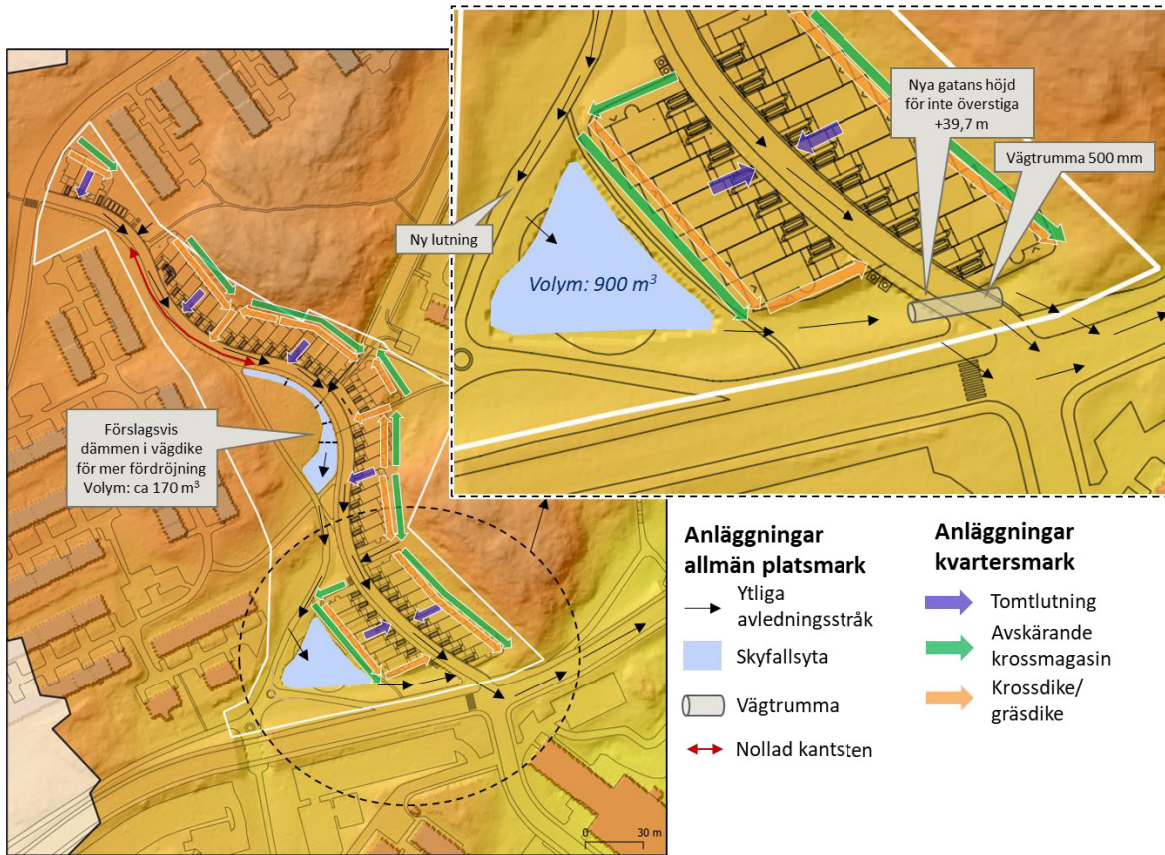 Nya gatans höjd
för inte överstiga
+39,7 m
Vägtrumma 500 mm
Ny lutning
Volym: 900 m³
Förslagsvis
dämmen i vägdike
för mer fördröjning
Volym: ca 170 m³
0 30 m
Anläggningar
allmän platsmark
Ytliga
avledningsstråk
Skyfallsyta
Vägtrumma
Nollad kantsten
Anläggningar
kvartersmark
Tomtlutning
Avskärande
krossmagasin
Krossdike/
gräsdike